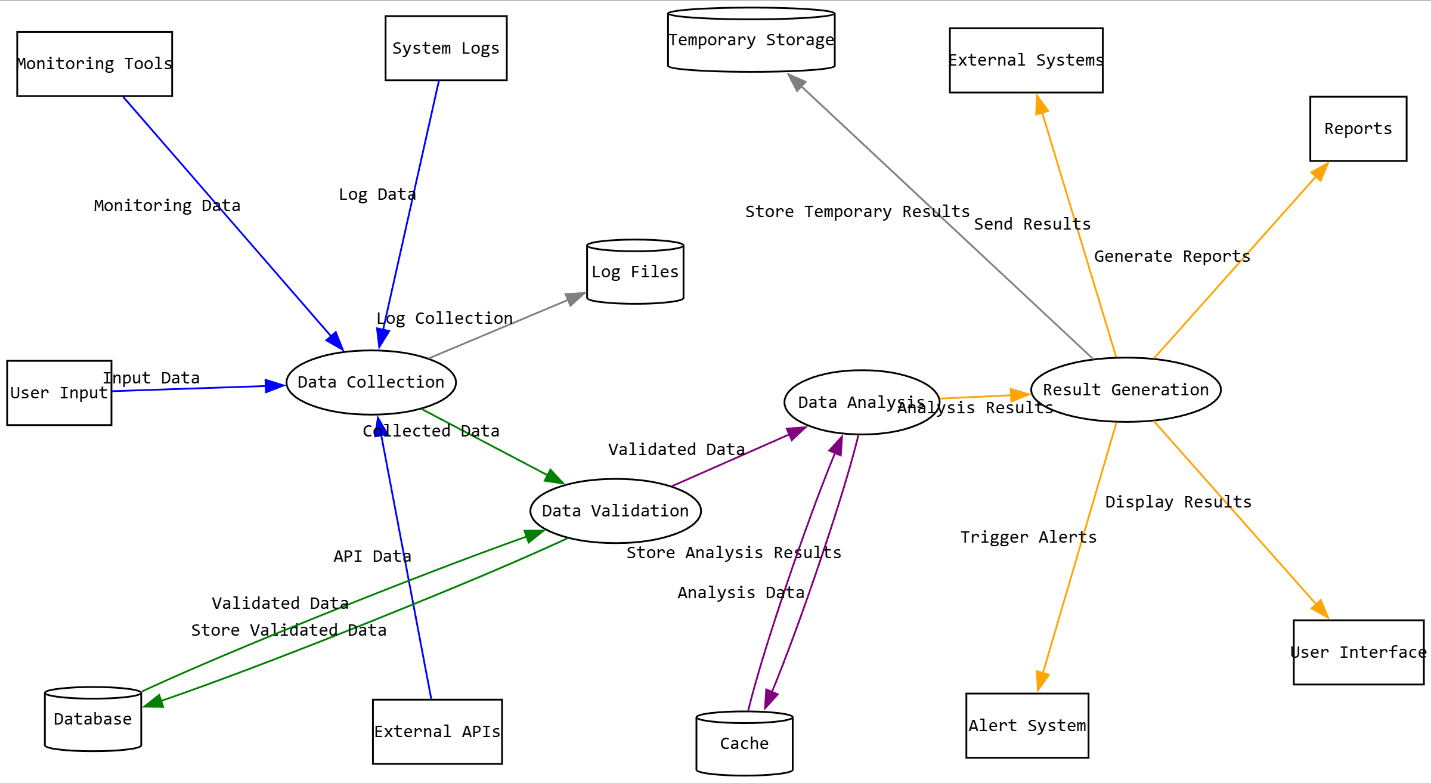 Monitoring Tools
System Logs
Temporary Storage
External Systems
Reports
Monitoring Data
Log Data
Store Temporary Results
Send Results
Generate Reports
Log Files
Log Collection
User Input
Input Data
Data Collection
Data Analysis
Analysis Results
Result Generation
Collected Data
Validated Data
Data Validation
Display Results
Trigger Alerts
API Data
Store Analysis Results
Analysis Data
Validated Data
Store Validated Data
User Interface
Database
External APIs
Cache
Alert System